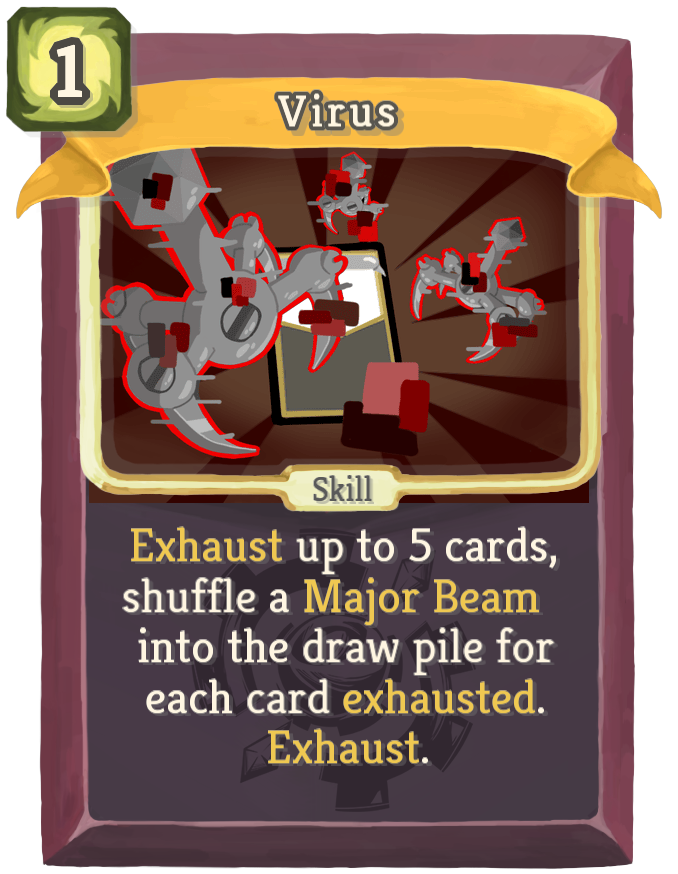 1
Virus
Skill
Exhaust up to 5 cards,
shuffle a Major Beam
into the draw pile for
each card exhausted.
Exhaust.